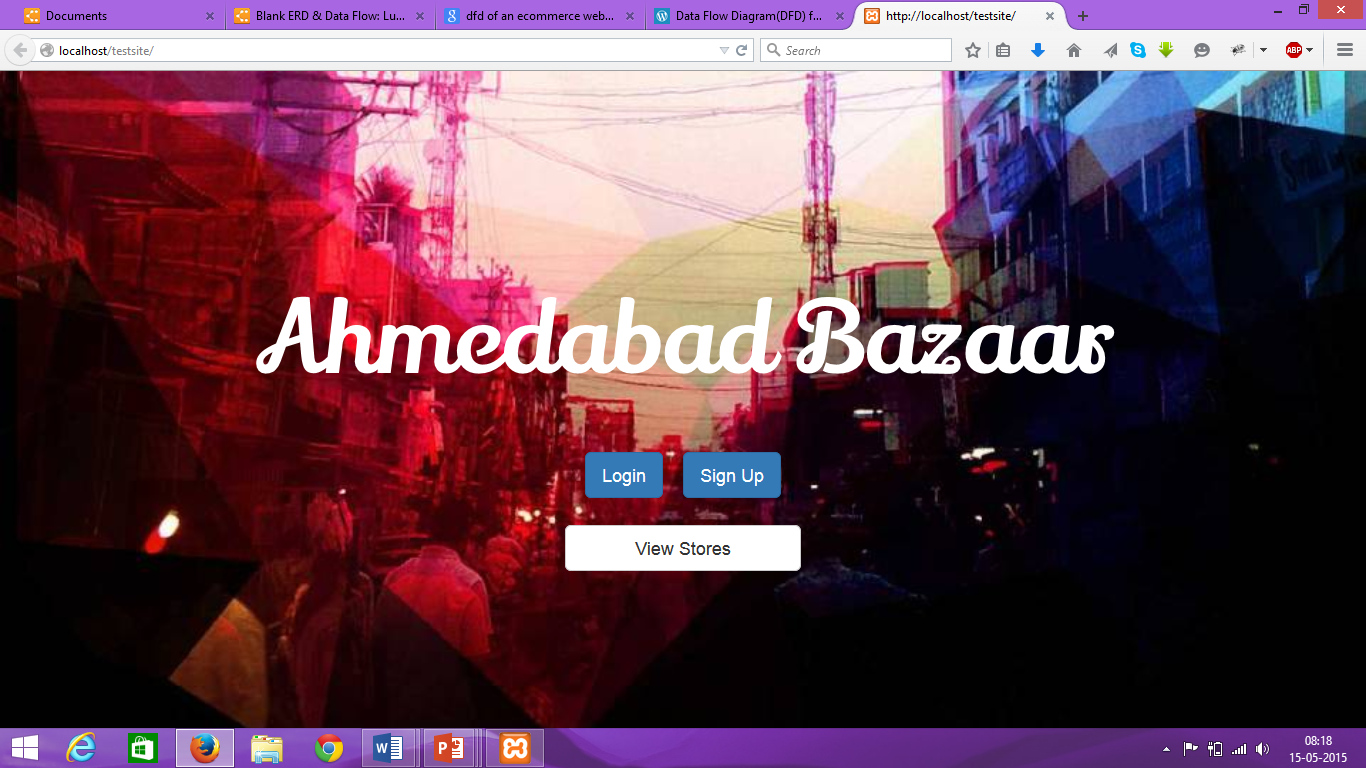 Documents
Blank ERD & Data Flow: Lu...
dfd of an ecommerce web...
Data Flow Diagram(DFD) f...
http://localhost/testsite/
localhost/testsite/
Search
ABP
Ahmedabad Bazaar
Login
Sign Up
View Stores
08:18
15-05-2015